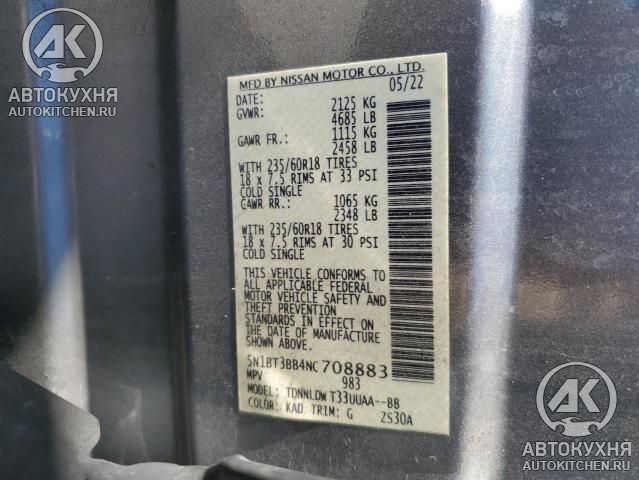 АК
АВТОКУХНЯ
AUTOKITCHEN.RU
MFD BY NISSAN MOTOR CO., LTD.
DATE: 05/22
GVWR: 2125 KG
4685 LB
GAWR FR.: 1115 KG
2458 LB
WITH 235/60R18 TIRES
18 x 7.5 RIMS AT 33 PSI
COLD SINGLE
GAWR RR.: 1065 KG
2348 LB
WITH 235/60R18 TIRES
18 x 7.5 RIMS AT 30 PSI
COLD SINGLE
THIS VEHICLE CONFORMS TO
ALL APPLICABLE FEDERAL
MOTOR VEHICLE SAFETY AND
THEFT PREVENTION
STANDARDS IN EFFECT ON
THE DATE OF MANUFACTURE
SHOWN ABOVE.
5N1BT3BB4NC708883
MPV 983
MODEL: TDNNLDW T33UUAA--BB
COLOR: KAD TRIM: G ZS30A
АК
АВТОКУХНЯ
AUTOKITCHEN.RU